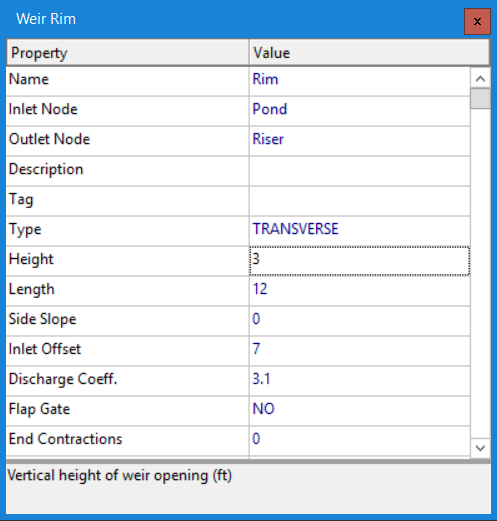 Weir Rim
x
Property Value
Name Rim
Inlet Node Pond
Outlet Node Riser
Description
Tag
Type TRANSVERSE
Height 3
Length 12
Side Slope 0
Inlet Offset 7
Discharge Coeff. 3.1
Flap Gate NO
End Contractions 0
Vertical height of weir opening (ft)